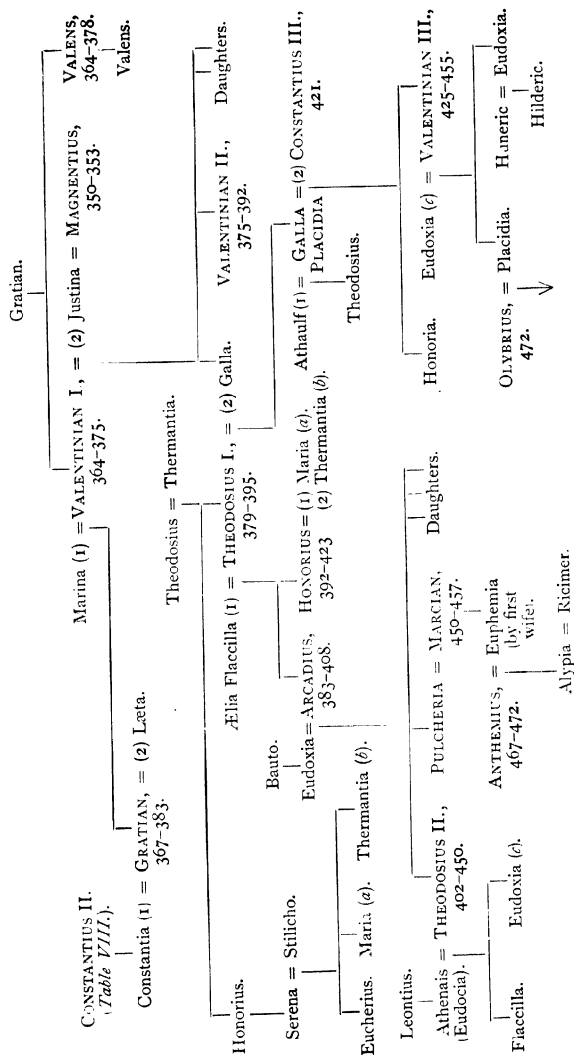 Gratian.
Marina (1) = VALENTINIAN I., = (2) Justina = MAGNENTIUS, VALENS,
364–375. 350–353. 364–378.
Valens.
CONSTANTIUS II.
(Table VIII.).
Constantia (1) = GRATIAN, = (2) Læta.
367–383.
Theodosius = Thermantia.
VALENTINIAN II., Daughters.
375–392.
Honorius. Ælia Flaccilla (1) = THEODOSIUS I., = (2) Galla.
379–395.
Serena = Stilicho.
Bauto.
Eudoxia = ARCADIUS, HONORIUS = (1) Maria (a).
383–408. 392–423 (2) Thermantia (b).
Athaulf (1) = GALLA = (2) CONSTANTIUS III.,
PLACIDIA 421.
Theodosius.
Eucherius. Maria (a). Thermantia (b).
Leontius.
Athenais = THEODOSIUS II., PULCHERIA = MARCIAN, Daughters.
(Eudocia). 402–450. 450–457.
Honoria. Eudoxia (c) = VALENTINIAN III.,
425–455.
Flaccilla. Eudoxia (c).
ANTHEMIUS, = Euphemia
467–472. (by first
wife).
Alypia = Ricimer.
OLYBRIUS, = Placidia. Huneric = Eudoxia.
472.
Hilderic.